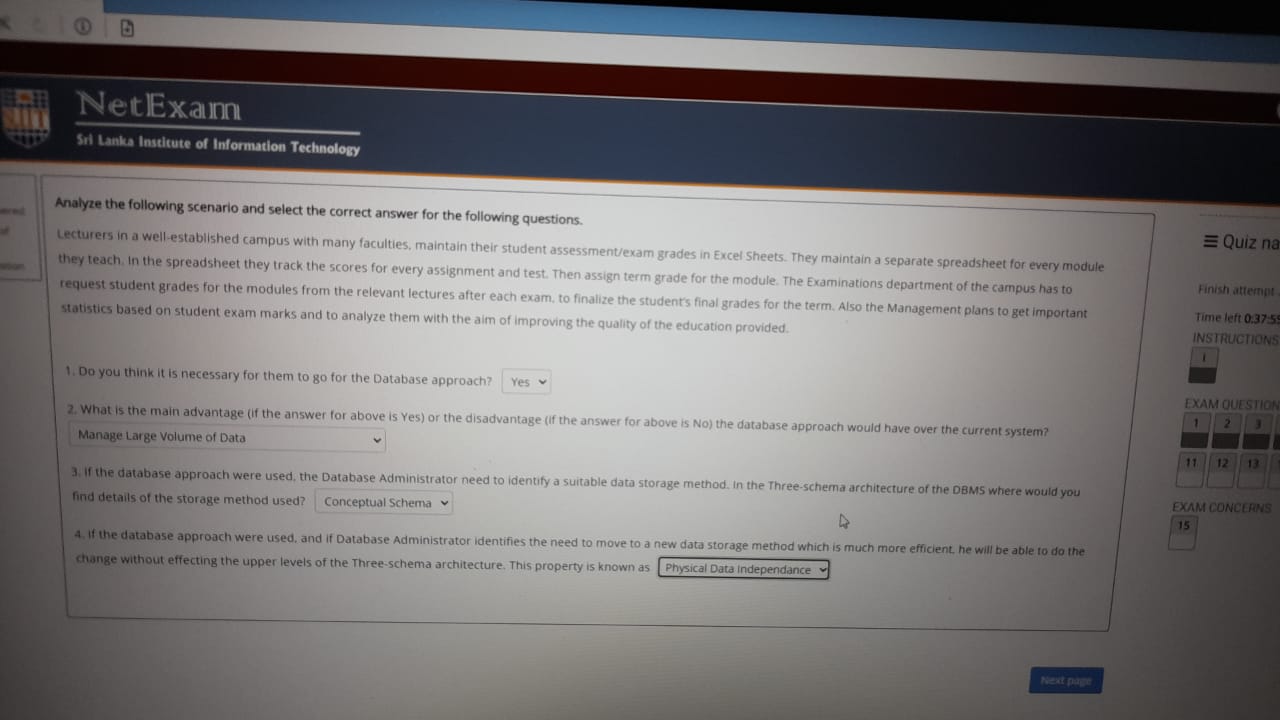 NetExam
Sri Lanka Institute of Information Technology
Analyze the following scenario and select the correct answer for the following questions.
Lecturers in a well-established campus with many faculties, maintain their student assessment/exam grades in Excel Sheets. They maintain a separate spreadsheet for every module
they teach. In the spreadsheet they track the scores for every assignment and test. Then assign term grade for the module. The Examinations department of the campus has to
request student grades for the modules from the relevant lectures after each exam, to finalize the student's final grades for the term. Also the Management plans to get important
statistics based on student exam marks and to analyze them with the aim of improving the quality of the education provided.
1. Do you think it is necessary for them to go for the Database approach? Yes
2. What is the main advantage (if the answer for above is Yes) or the disadvantage (if the answer for above is No) the database approach would have over the current system?
Manage Large Volume of Data
3. If the database approach were used, the Database Administrator need to identify a suitable data storage method. In the Three-schema architecture of the DBMS where would you
find details of the storage method used? Conceptual Schema
4. If the database approach were used, and if Database Administrator identifies the need to move to a new data storage method which is much more efficient, he will be able to do the
change without effecting the upper levels of the Three-schema architecture. This property is known as Physical Data Independance
Next page
Quiz na
Finish attempt
Time left 0:37:5
INSTRUCTIONS
i
EXAM QUESTION
1 2 3
11 12 13
EXAM CONCERNS
15